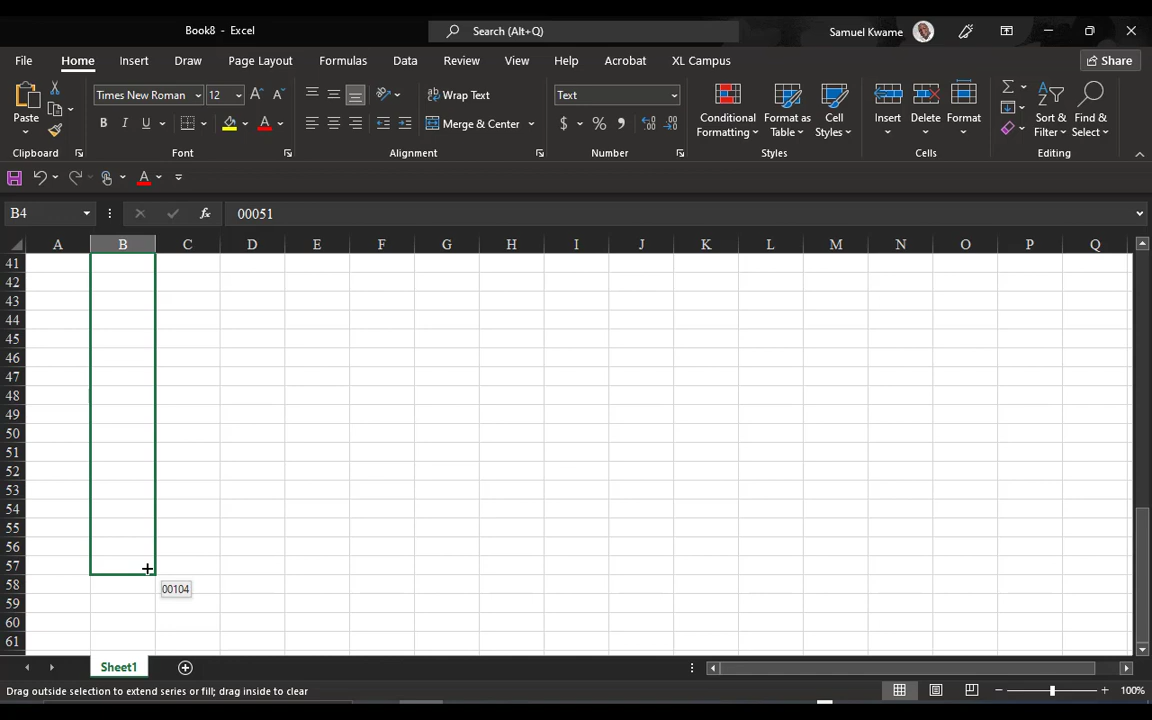 Book8 - Excel
Search (Alt+Q)
Samuel Kwame
File Home Insert Draw Page Layout Formulas Data Review View Help Acrobat XL Campus
Share
Paste
Times New Roman 12
B I U
Wrap Text
Merge & Center
Text
$ % 9
Conditional Formatting
Format as Table
Cell Styles
Insert
Delete
Format
Sort & Filter
Find & Select
Clipboard Font Alignment Number Styles Cells Editing
B4 fx 00051
A B C D E F G H I J K L M N O P Q
41
42
43
44
45
46
47
48
49
50
51
52
53
54
55
56
57
58
00104
59
60
61
Sheet1
Drag outside selection to extend series or fill; drag inside to clear
100%